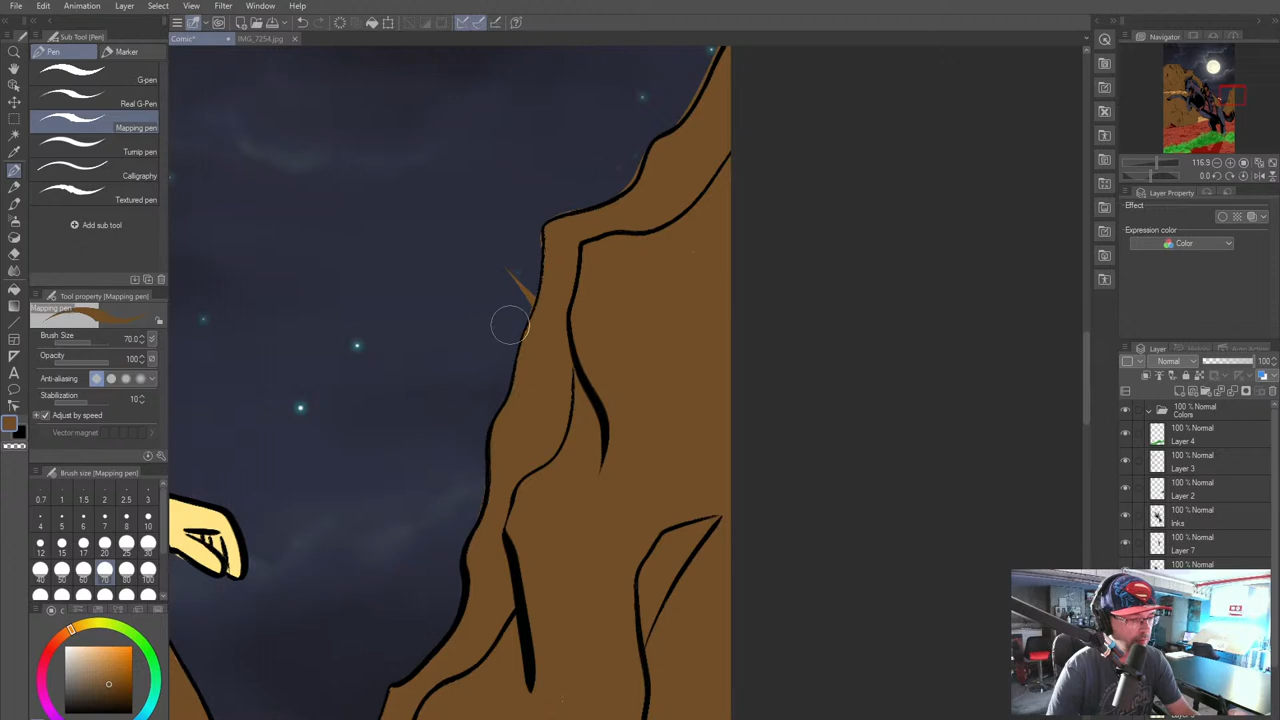 File Edit Animation Layer Select View Filter Window Help
Sub Tool (Pen)
Comic* IMG_7254.jpg
Navigator
Pen Marker
G-pen
Real G-Pen
Mapping pen
Turnip pen
Calligraphy
Textured pen
Add sub tool
116.9
0.0
Layer Property
Effect
Expression color
Color
Tool property (Mapping pen)
Mapping pen
Brush Size 70.0
Opacity 100
Anti-aliasing
Stabilization 10
Adjust by speed
Vector magnet
Brush size (Mapping pen)
0.7 1 1.5 2 2.5 3
4 5 6 7 8 10
12 15 17 20 25 30
40 50 60 70 80 100
Layer History Auto Action
Normal 100
100 % Normal
Colors
100 % Normal
Layer 4
100 % Normal
Layer 3
100 % Normal
Layer 2
100 % Normal
Inks
100 % Normal
Layer 7
100 % Normal